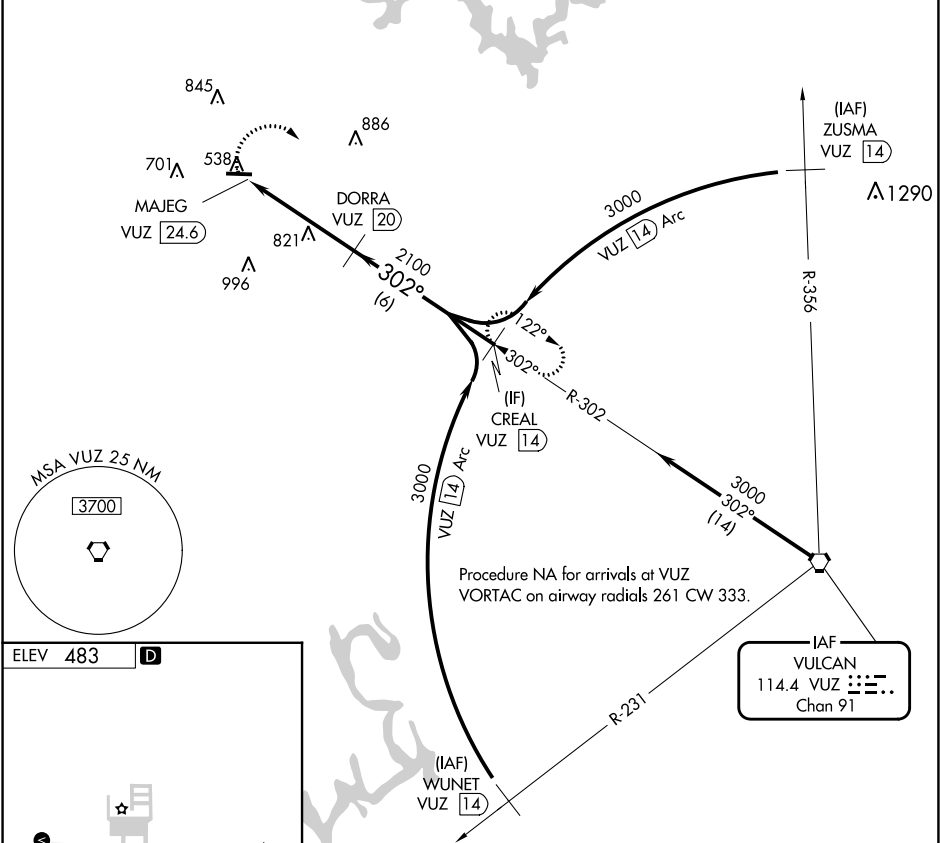 845
886
(IAF)
ZUSMA
VUZ 14
701
538
1290
MAJEG
VUZ 24.6
DORRA
VUZ 20
3000
VUZ 14 Arc
821
996
2100
302°
(6)
R-356
122°
302°
R-302
(IF)
CREAL
VUZ 14
MSA VUZ 25 NM
3700
3000
VUZ 14 Arc
3000
302°
(14)
Procedure NA for arrivals at VUZ
VORTAC on airway radials 261 CW 333.
IAF
VULCAN
114.4 VUZ
Chan 91
R-231
(IAF)
WUNET
VUZ 14
ELEV 483 D